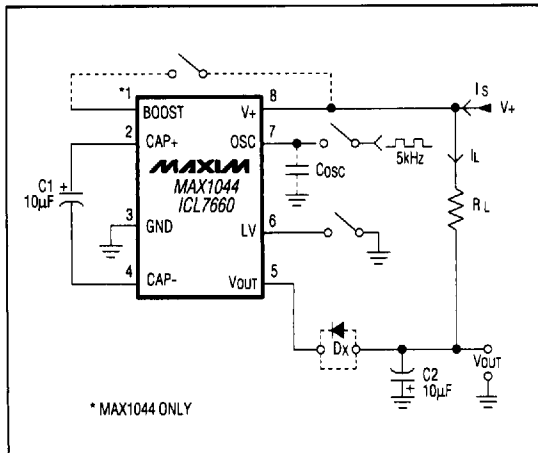 *1
BOOST
V+
8
IS
V+
2
CAP+
OSC
7
5kHz
IL
MAXIM
MAX1044
ICL7660
COSC
C1
+
10µF
RL
3
GND
LV
6
4
CAP-
VOUT
5
DX
VOUT
C2
+
10µF
* MAX1044 ONLY